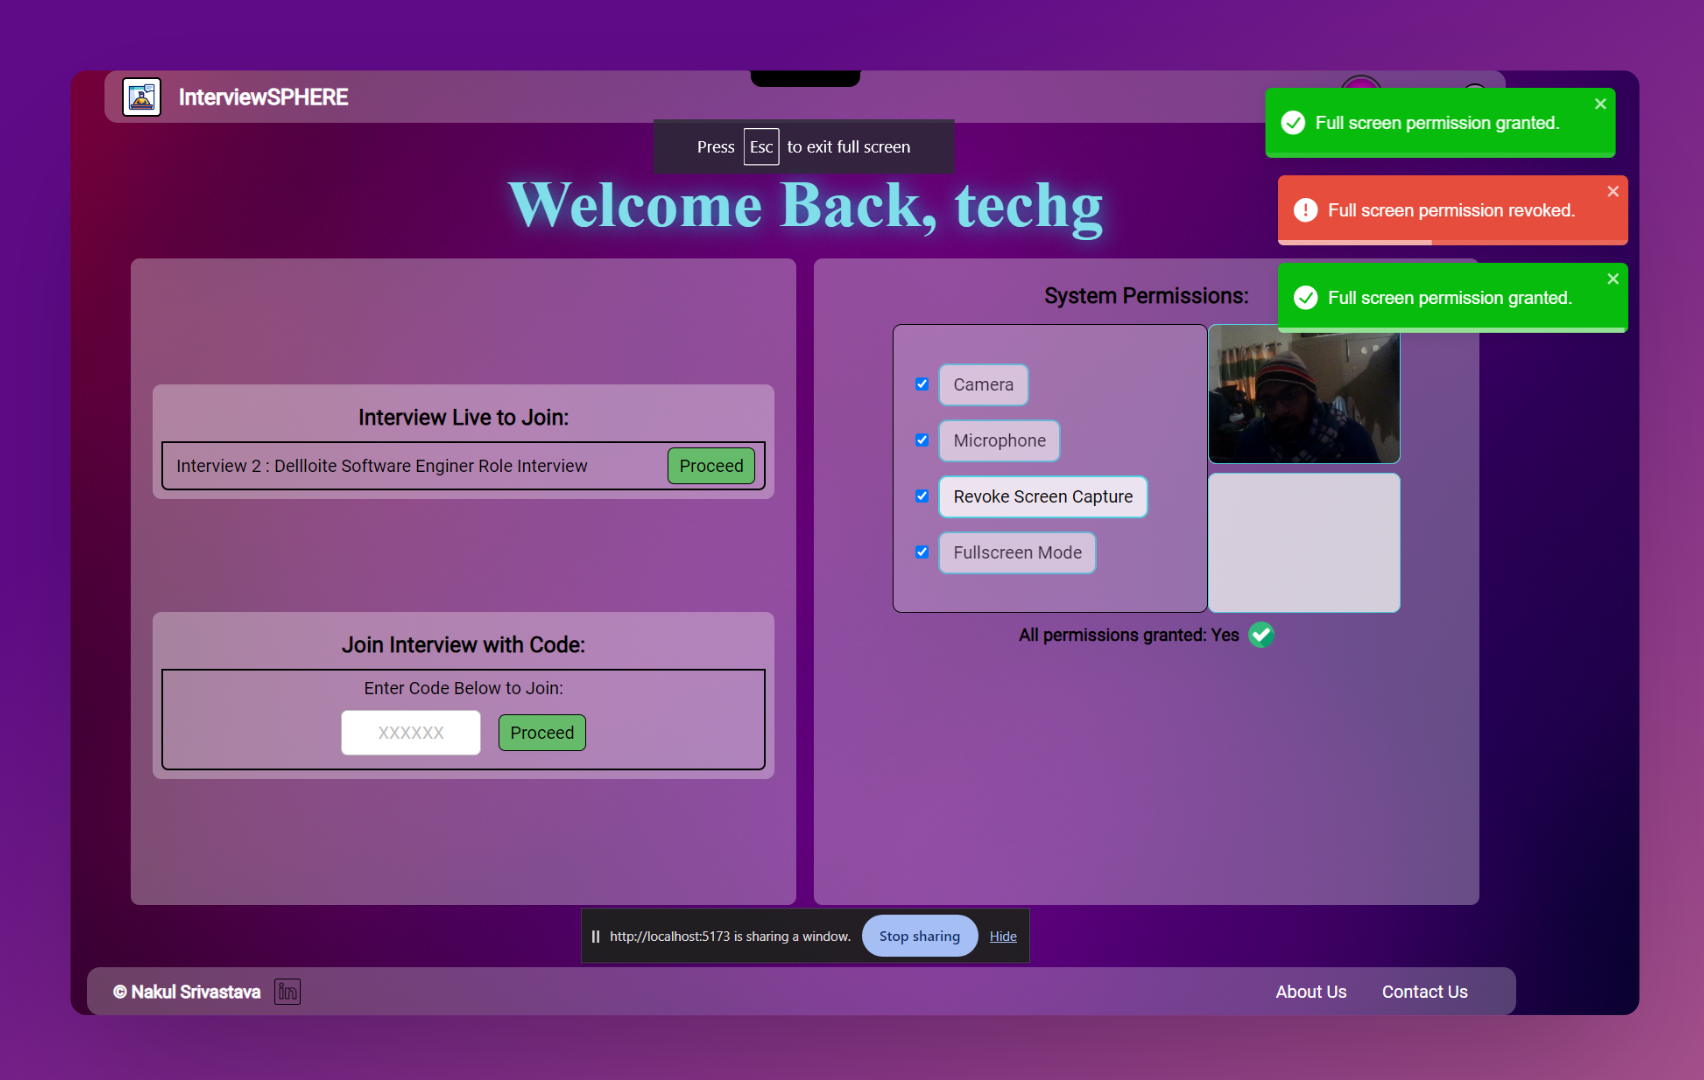 InterviewSPHERE
Press Esc to exit full screen
Full screen permission granted.
Full screen permission revoked.
Full screen permission granted.
Welcome Back, techg
Interview Live to Join:
Interview 2 : Dellloite Software Enginer Role Interview Proceed
Join Interview with Code:
Enter Code Below to Join:
XXXXXX Proceed
System Permissions:
Camera
Microphone
Revoke Screen Capture
Fullscreen Mode
All permissions granted: Yes
http://localhost:5173 is sharing a window. Stop sharing Hide
© Nakul Srivastava in About Us Contact Us